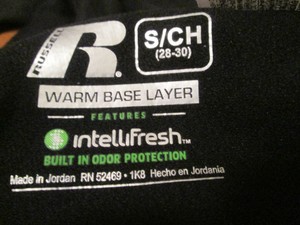 RUSSELL
R
S/CH
(28-30)
WARM BASE LAYER
FEATURES
intellifresh™
BUILT IN ODOR PROTECTION
Made in Jordan RN 52469 • 1K8 Hecho en Jordania